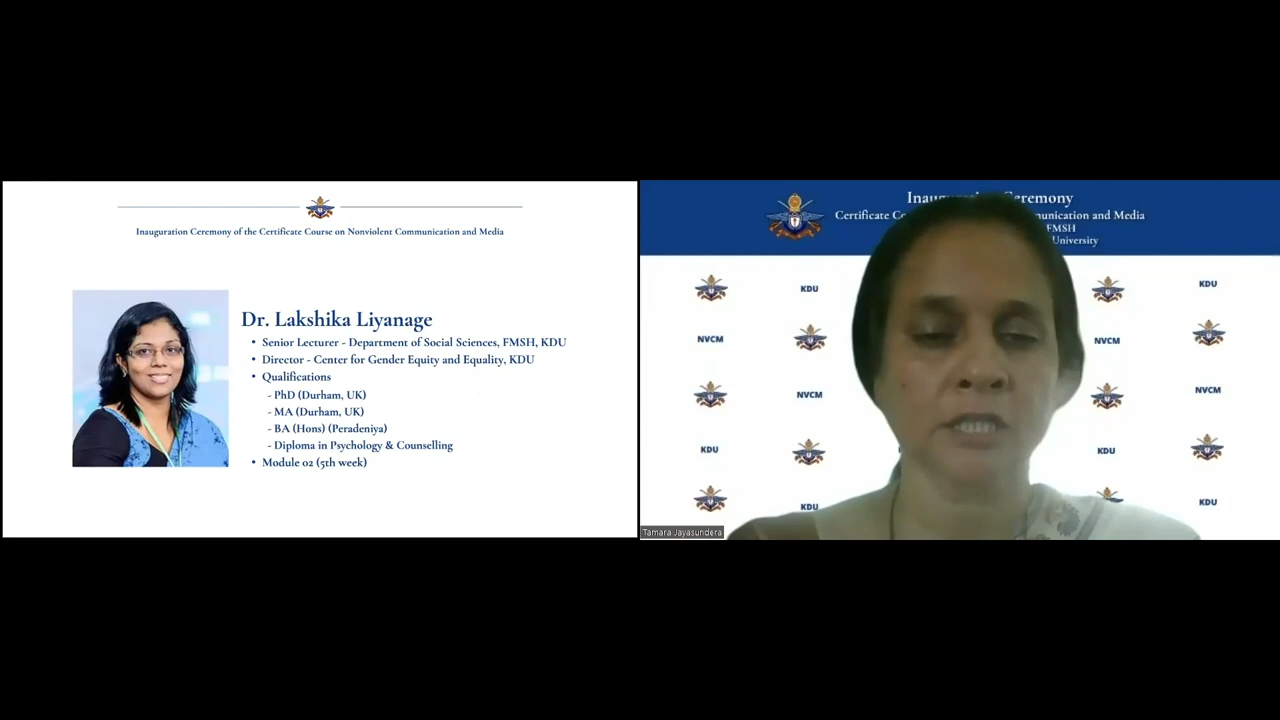 Inauguration Ceremony of the Certificate Course on Nonviolent Communication and Media
Dr. Lakshika Liyanage
• Senior Lecturer - Department of Social Sciences, FMSH, KDU
• Director - Center for Gender Equity and Equality, KDU
• Qualifications
- PhD (Durham, UK)
- MA (Durham, UK)
- BA (Hons) (Peradeniya)
- Diploma in Psychology & Counselling
• Module 02 (5th week)
Ceremony
Certificate and Media
FMSH
University
KDU KDU
NVCM NVCM
NVCM NVCM
KDU KDU
KDU KDU
Tamara Jayasundera